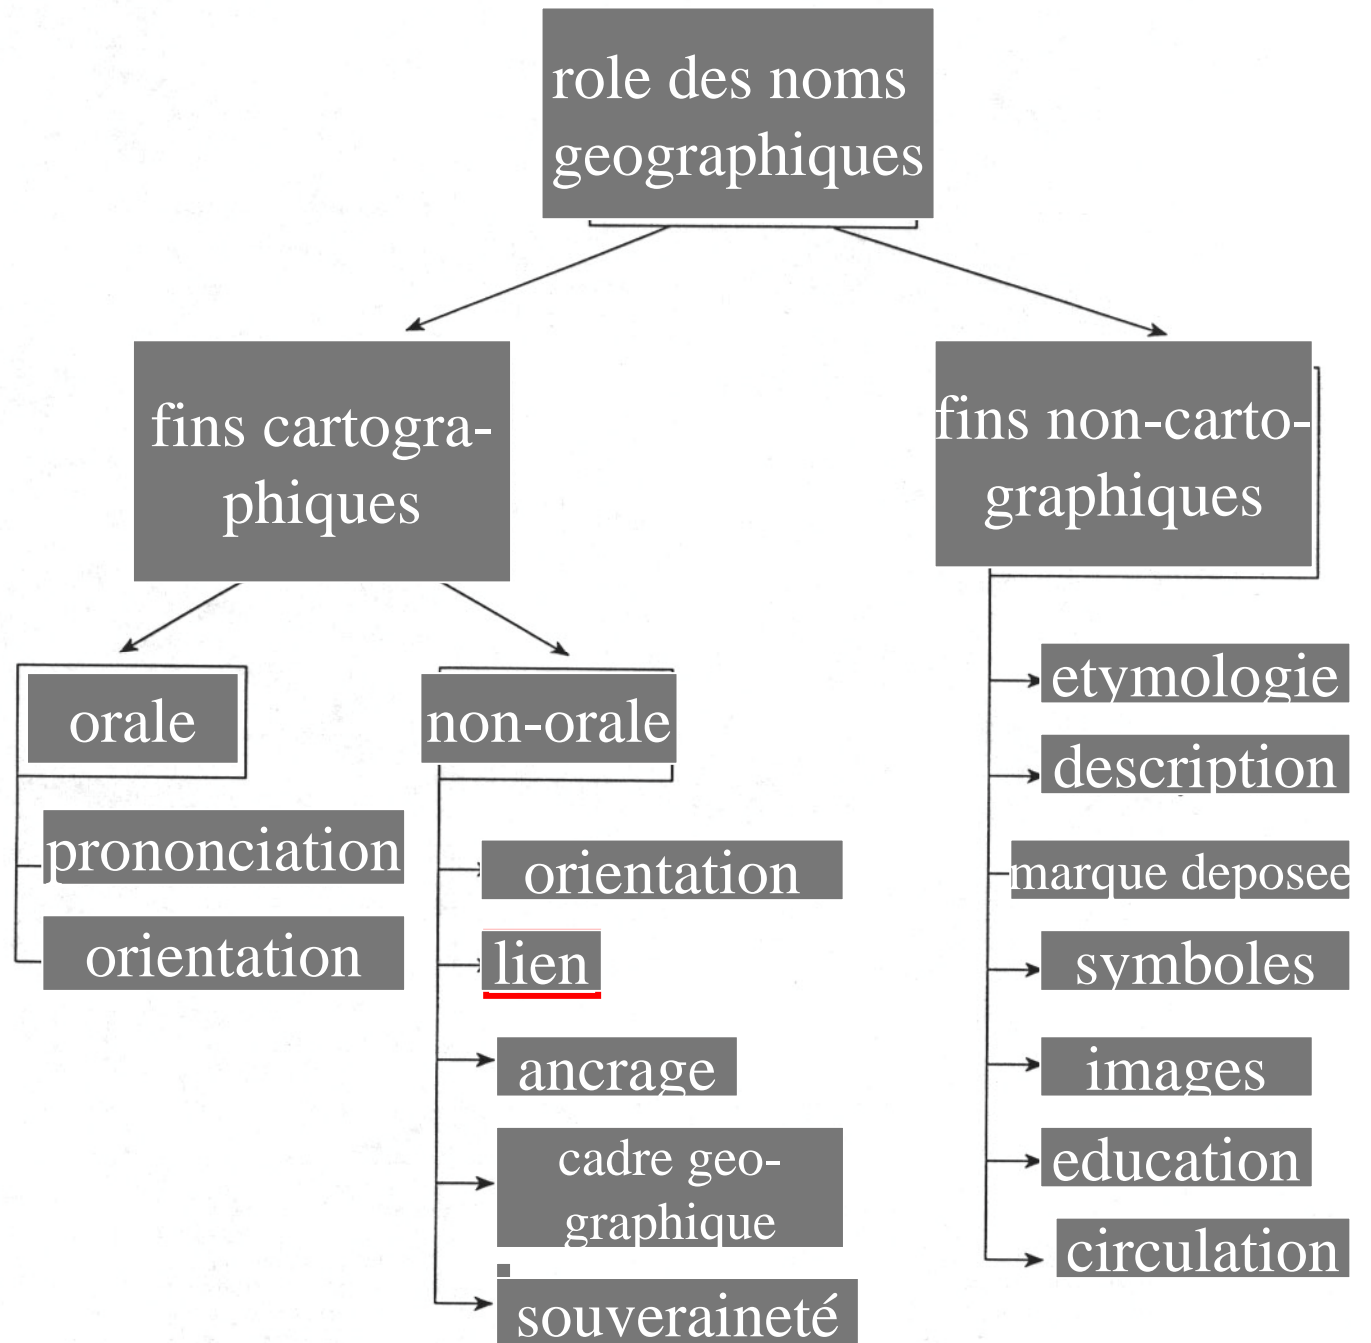 role des noms
geographiques
fins cartogra-
phiques
fins non-carto-
graphiques
orale
prononciation
orientation
non-orale
orientation
lien
ancrage
cadre geo-
graphique
souveraineté
etymologie
description
marque deposee
symboles
images
education
circulation